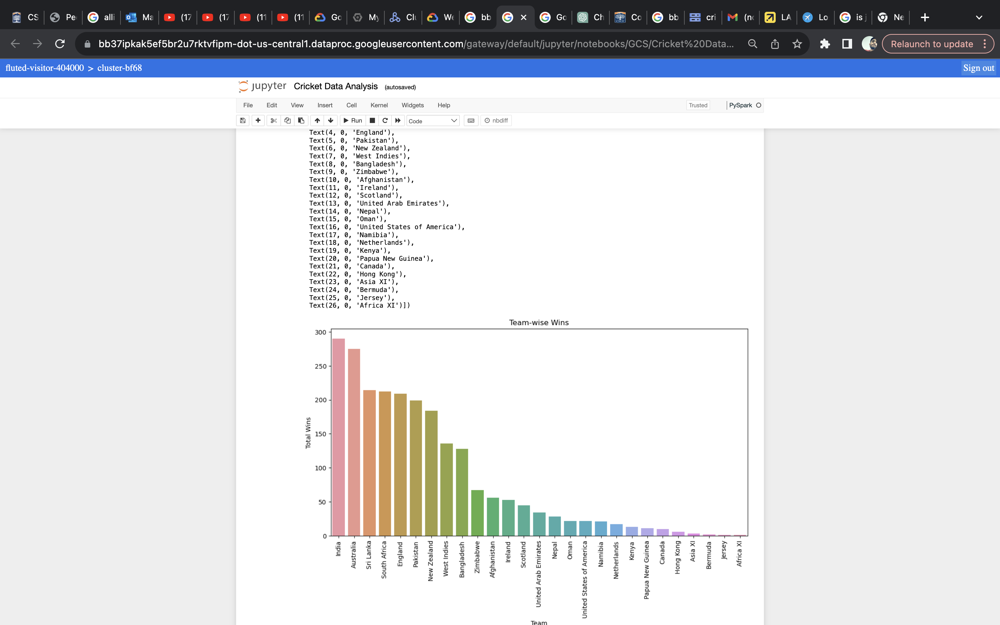 CS Pe alli Ma (17 (17 (11 (11 Go My Clu We bb Go Ch Co bb cri (no LA Lo is j Ne
bb37ipkak5ef5br2u7rktvfipm-dot-us-central1.dataproc.googleusercontent.com/gateway/default/jupyter/notebooks/GCS/Cricket%20Data... Relaunch to update
fluted-visitor-404000 > cluster-bf68 Sign out
jupyter Cricket Data Analysis (autosaved)
File Edit View Insert Cell Kernel Widgets Help Trusted PySpark
Run Code nbdiff
Text(4, 0, 'England'),
Text(5, 0, 'Pakistan'),
Text(6, 0, 'New Zealand'),
Text(7, 0, 'West Indies'),
Text(8, 0, 'Bangladesh'),
Text(9, 0, 'Zimbabwe'),
Text(10, 0, 'Afghanistan'),
Text(11, 0, 'Ireland'),
Text(12, 0, 'Scotland'),
Text(13, 0, 'United Arab Emirates'),
Text(14, 0, 'Nepal'),
Text(15, 0, 'Oman'),
Text(16, 0, 'United States of America'),
Text(17, 0, 'Namibia'),
Text(18, 0, 'Netherlands'),
Text(19, 0, 'Kenya'),
Text(20, 0, 'Papua New Guinea'),
Text(21, 0, 'Canada'),
Text(22, 0, 'Hong Kong'),
Text(23, 0, 'Asia XI'),
Text(24, 0, 'Bermuda'),
Text(25, 0, 'Jersey'),
Text(26, 0, 'Africa XI')])
Team-wise Wins
300
250
200
150
100
50
0
Total Wins
India
Australia
Sri Lanka
South Africa
England
Pakistan
New Zealand
West Indies
Bangladesh
Zimbabwe
Afghanistan
Ireland
Scotland
United Arab Emirates
Nepal
Oman
United States of America
Namibia
Netherlands
Kenya
Papua New Guinea
Canada
Hong Kong
Asia XI
Bermuda
Jersey
Africa XI
Team